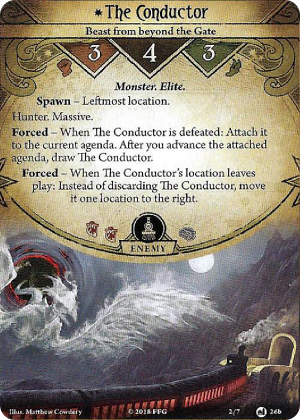 * The Conductor
Beast from beyond the Gate
3 4 3
Monster. Elite.
Spawn – Leftmost location.
Hunter. Massive.
Forced – When The Conductor is defeated: Attach it
to the current agenda. After you advance the attached
agenda, draw The Conductor.
Forced – When The Conductor's location leaves
play: Instead of discarding The Conductor, move
it one location to the right.
ENEMY
Illus. Matthew Cowdery
© 2018 FFG
2/7
26b